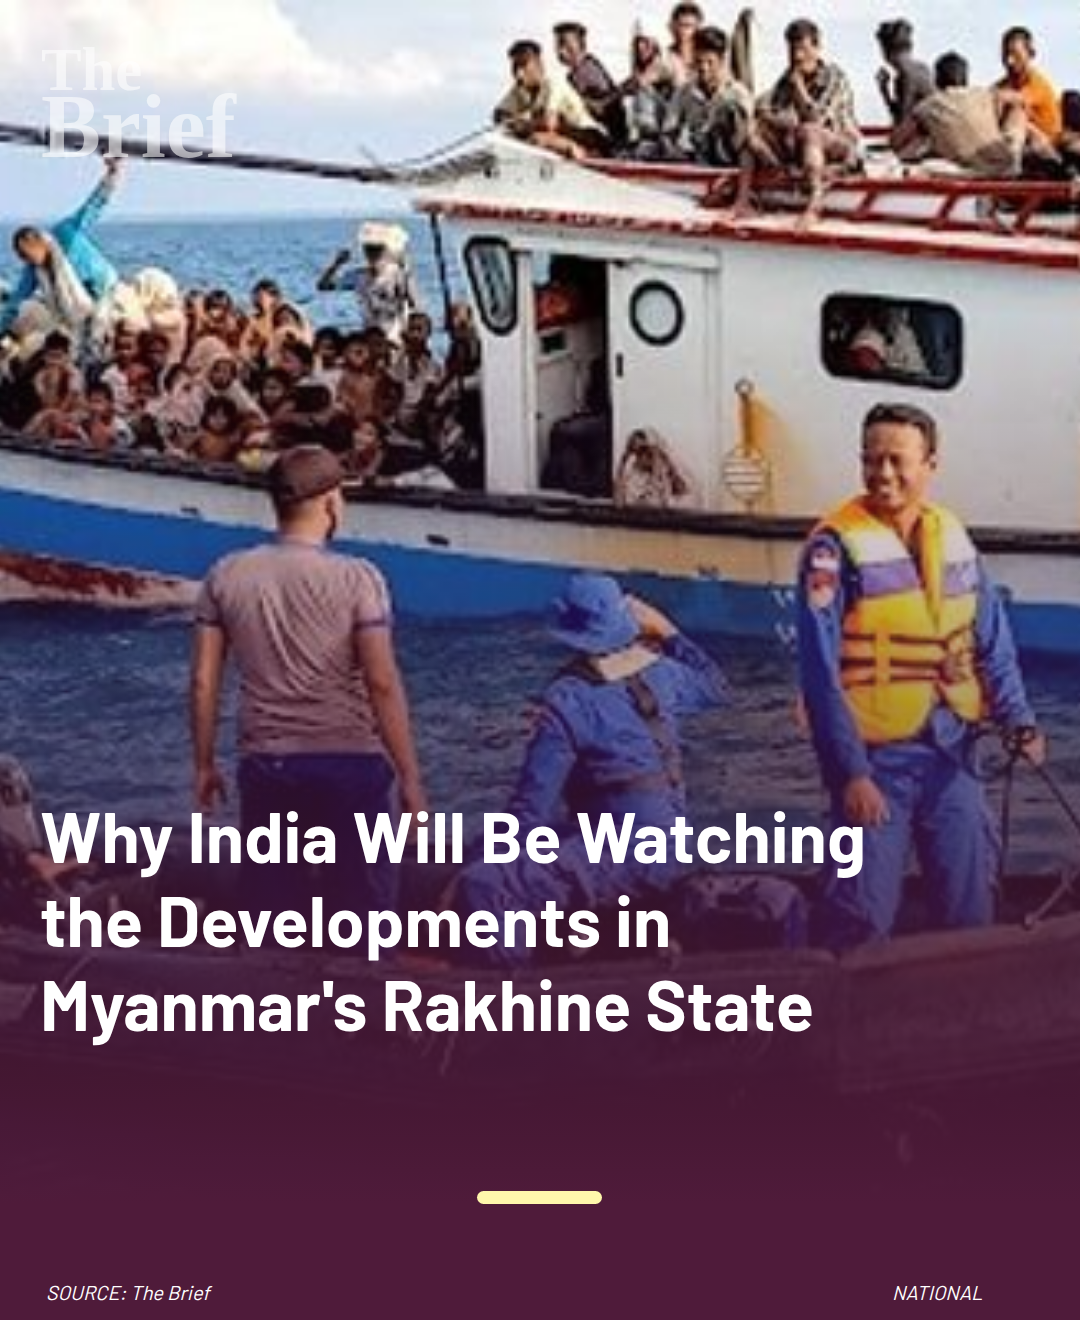 The
Brief
Why India Will Be Watching
the Developments in
Myanmar's Rakhine State
SOURCE: The Brief
NATIONAL